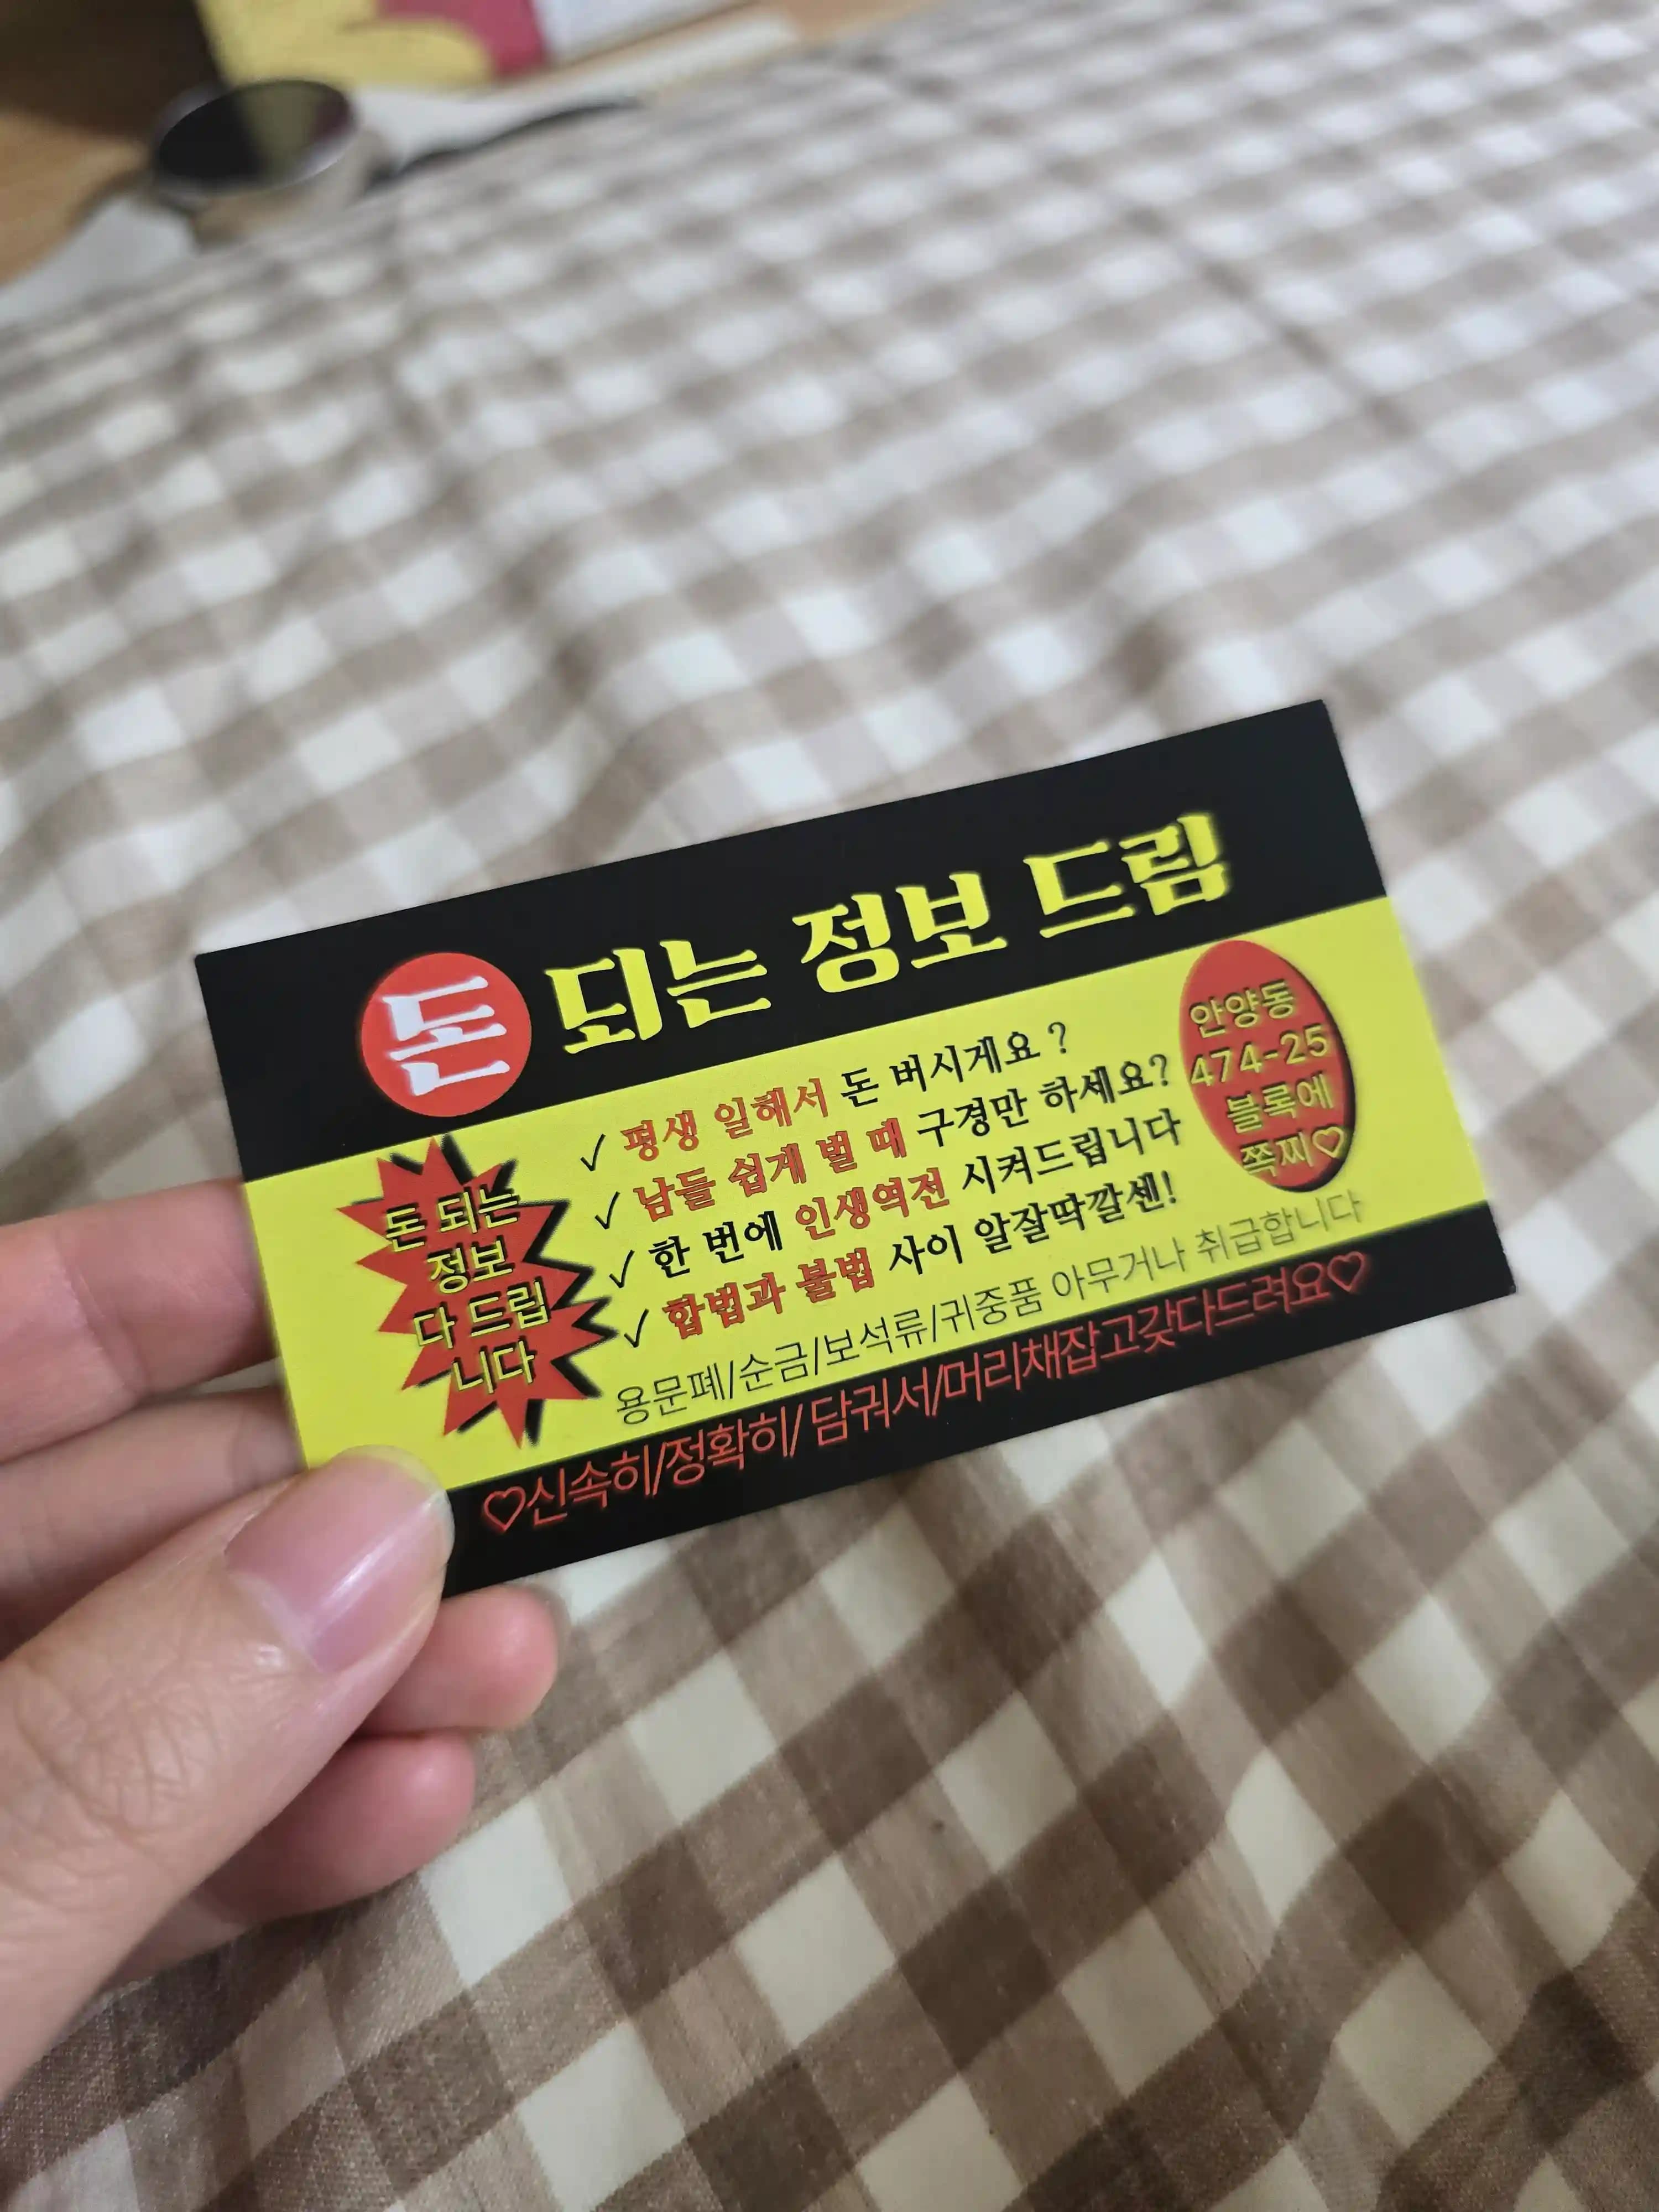 돈 되는 정보 드림
✓ 평생 일해서 돈 버시게요 ?
✓ 남들 쉽게 벌 때 구경만 하세요?
✓ 한 번에 인생역전 시켜드립니다
✓ 합법과 불법 사이 알잘딱깔센!
용문폐/순금/보석류/귀중품 아무거나 취급합니다
돈 되는
정보
다 드립
니다
안양동
474-25
블록에
쪽찌♡
♡신속히/정확히/ 담궈서/머리채잡고갖다드려요♡